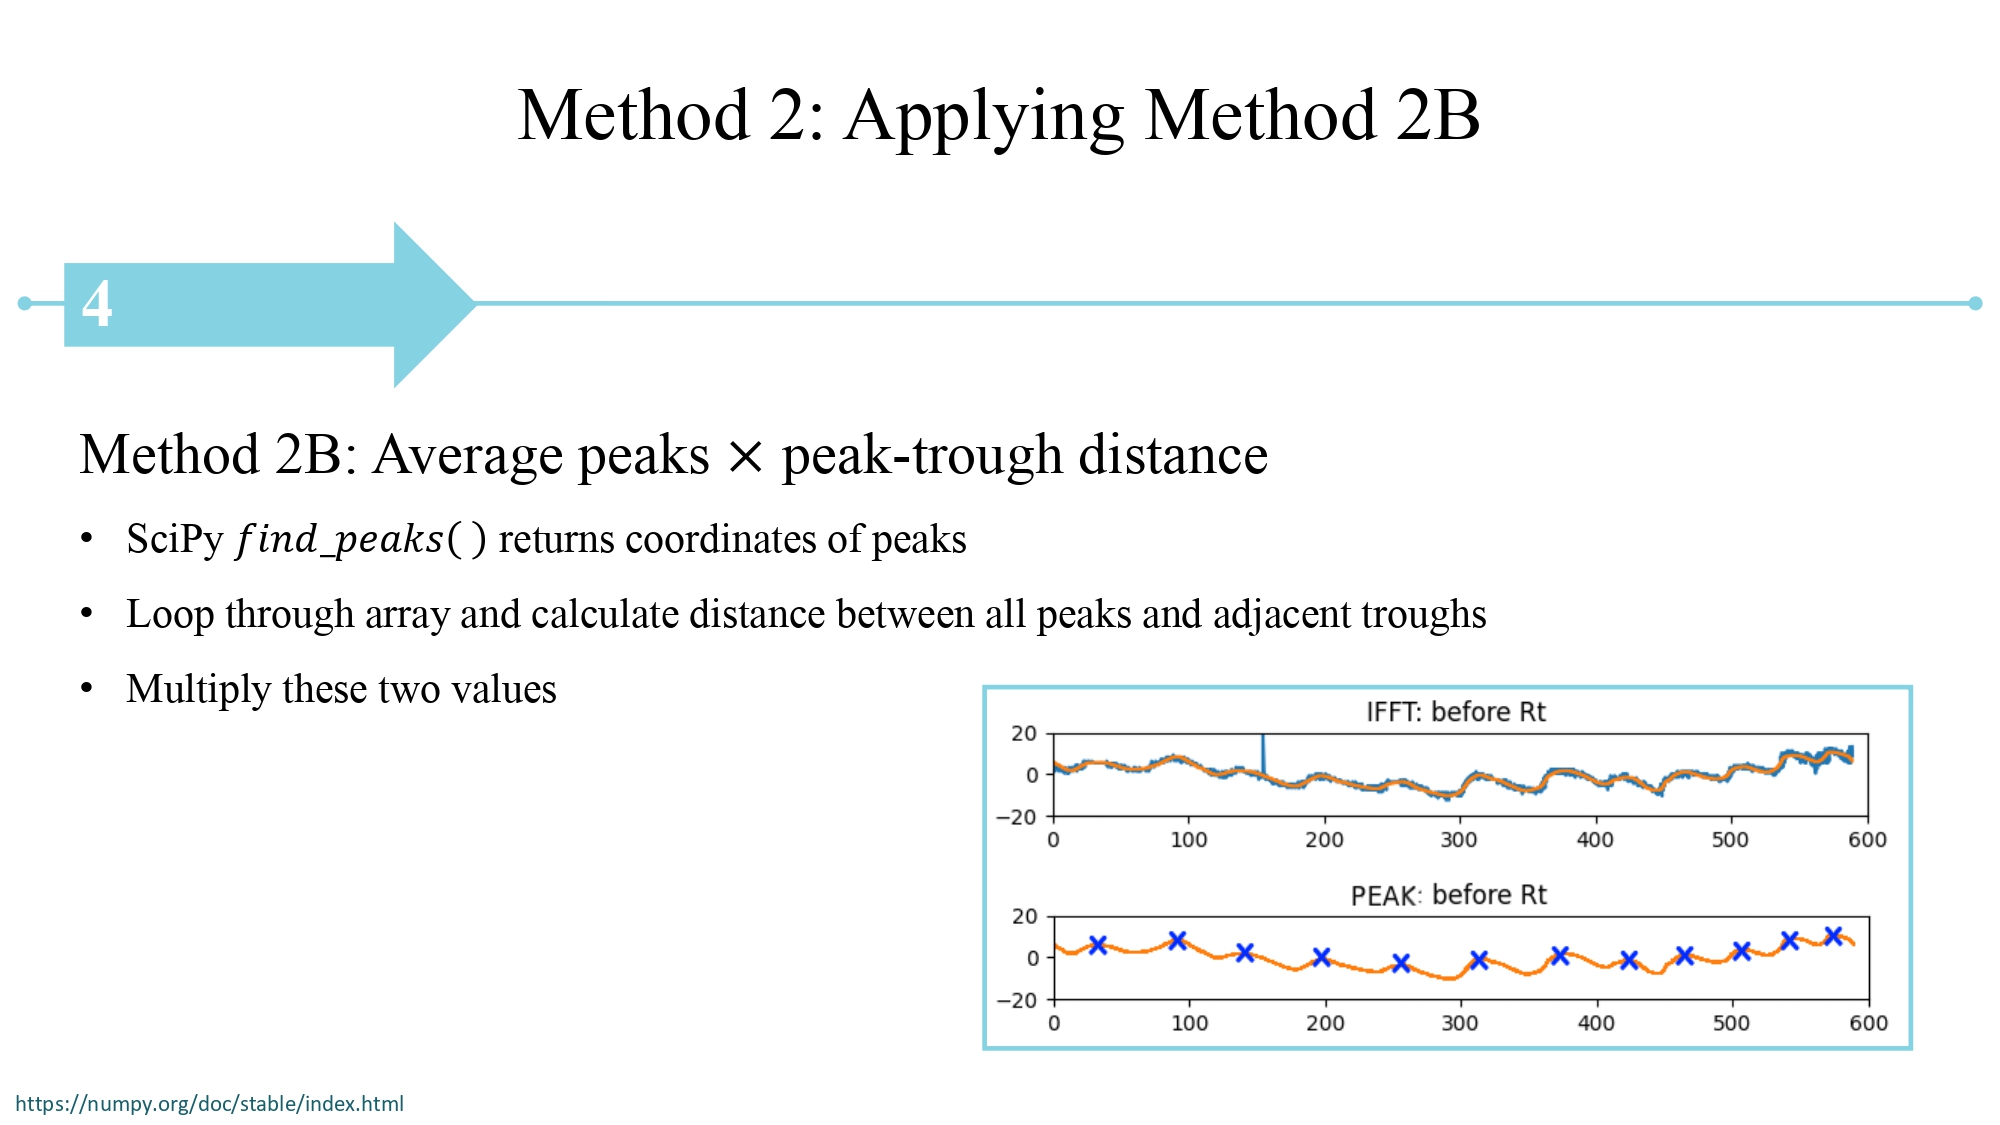 Method 2: Applying Method 2B
4
Method 2B: Average peaks × peak-trough distance
• SciPy find_peaks( ) returns coordinates of peaks
• Loop through array and calculate distance between all peaks and adjacent troughs
• Multiply these two values
IFFT: before Rt
20
0
−20
0 100 200 300 400 500 600
PEAK: before Rt
20
0
−20
0 100 200 300 400 500 600
https://numpy.org/doc/stable/index.html